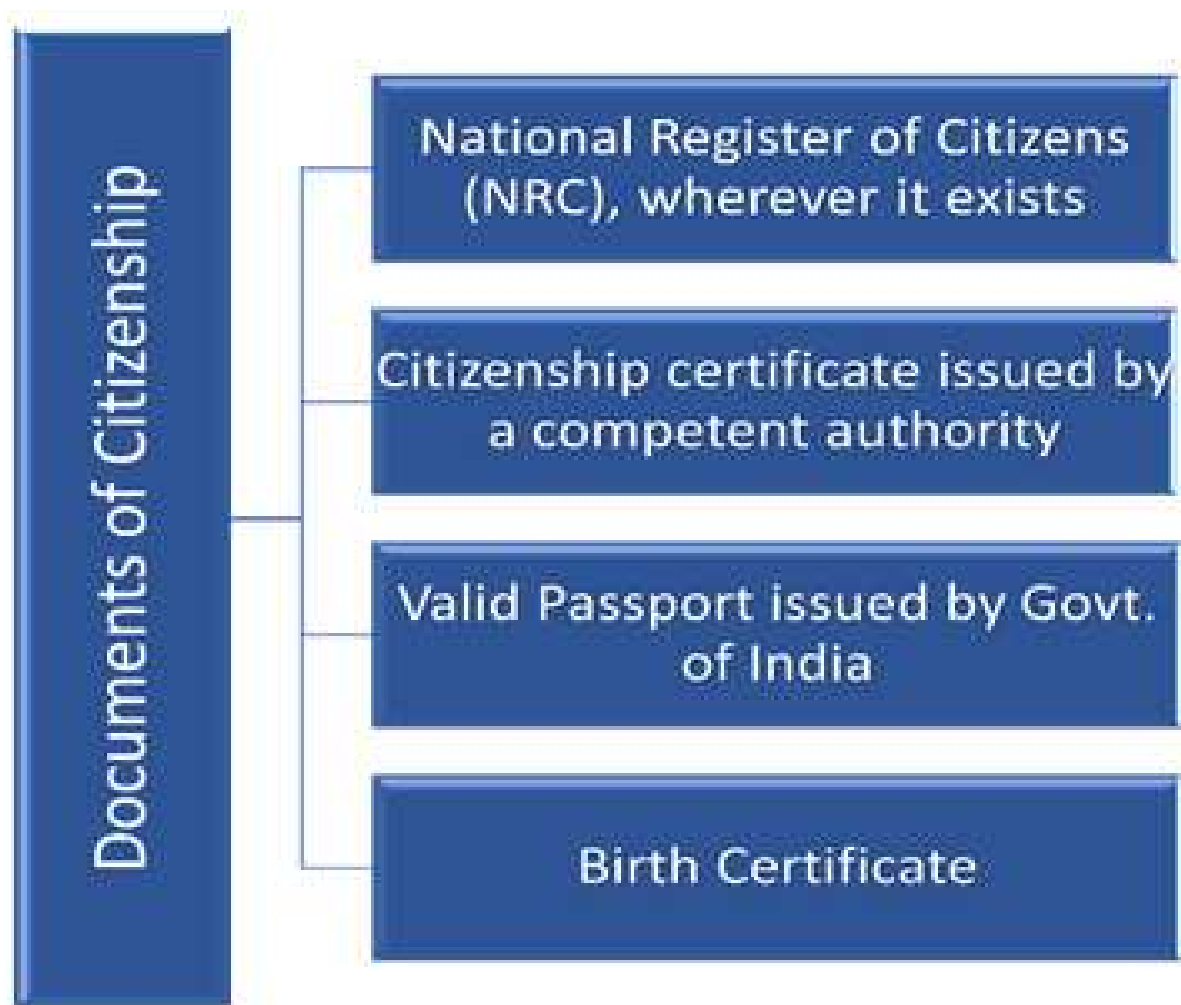 Documents of Citizenship
National Register of Citizens
(NRC), wherever it exists
Citizenship certificate issued by
a competent authority
Valid Passport issued by Govt.
of India
Birth Certificate